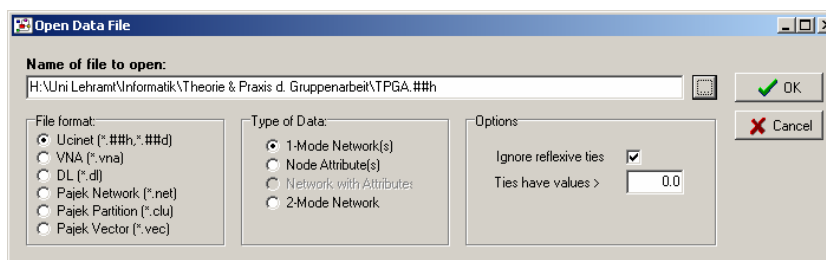 Open Data File
Name of file to open:
H:\Uni Lehramt\Informatik\Theorie & Praxis d. Gruppenarbeit\TPGA.##h
...
OK
Cancel
File format:
Ucinet (*.##h,*.##d)
VNA (*.vna)
DL (*.dl)
Pajek Network (*.net)
Pajek Partition (*.clu)
Pajek Vector (*.vec)
Type of Data:
1-Mode Network(s)
Node Attribute(s)
Network with Attributes
2-Mode Network
Options
Ignore reflexive ties
Ties have values > 0.0